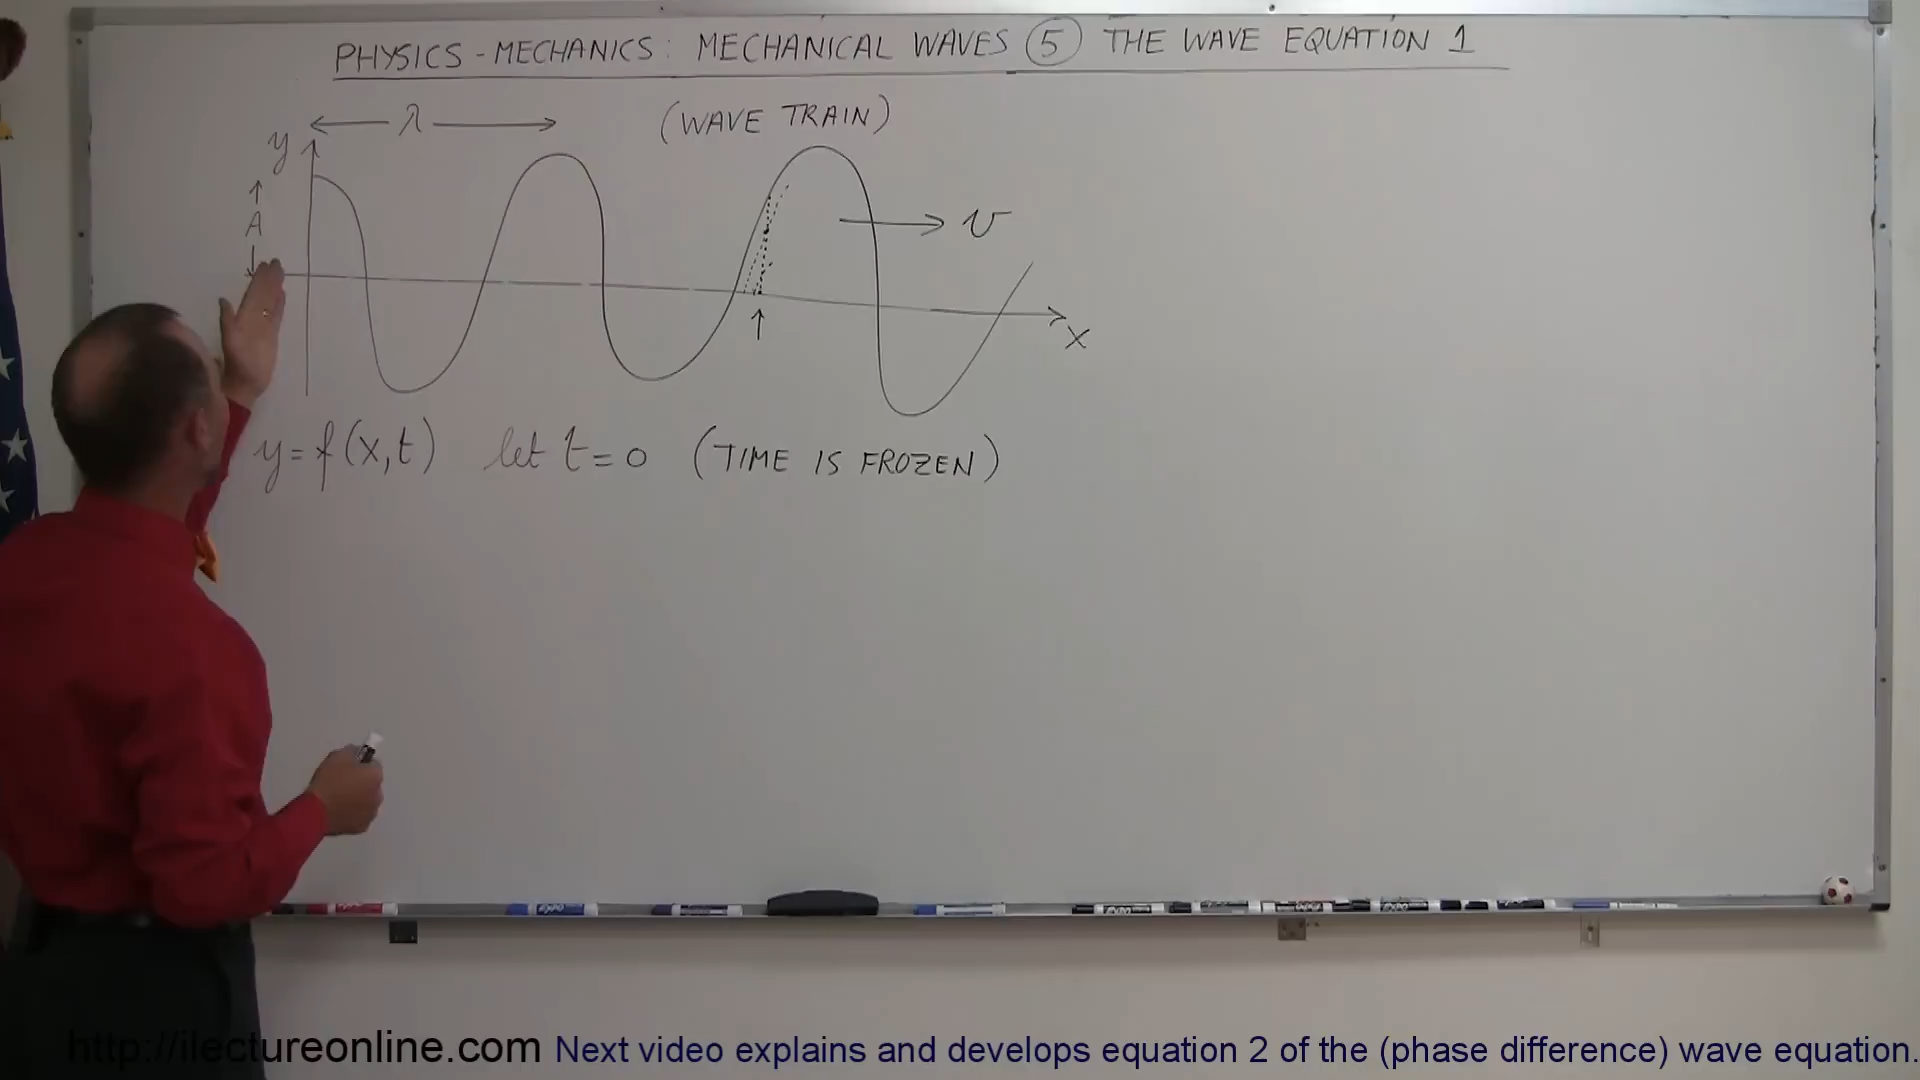 PHYSICS - MECHANICS: MECHANICAL WAVES 5 THE WAVE EQUATION 1
λ
(WAVE TRAIN)
y
A
v
x
y = f(x,t) let t = 0 (TIME IS FROZEN)
http://ilectureonline.com Next video explains and develops equation 2 of the (phase difference) wave equation.